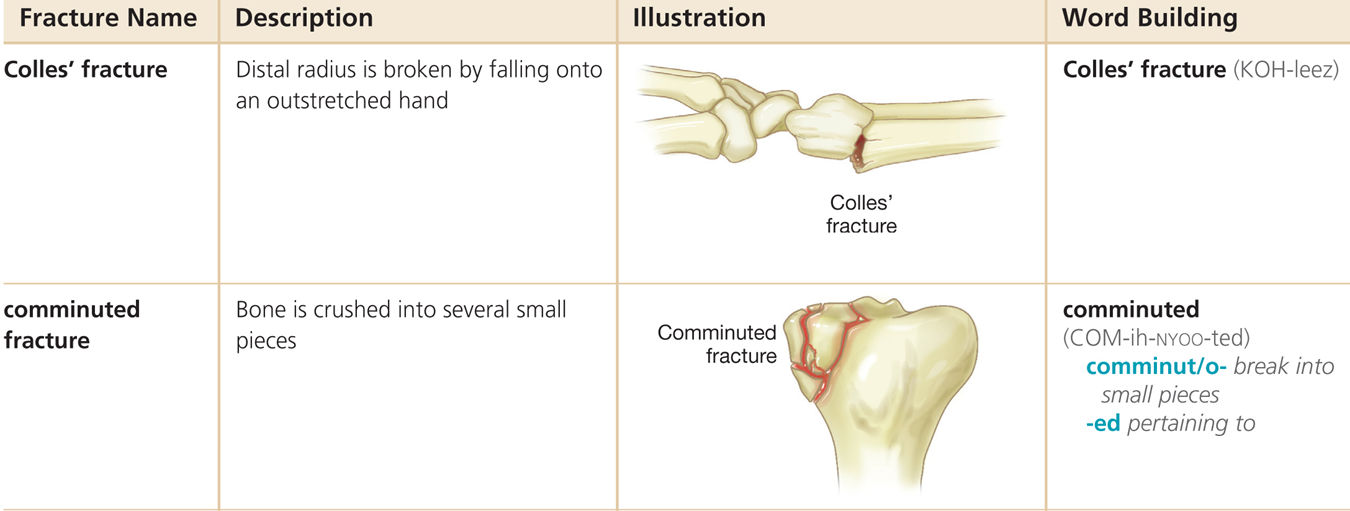 Fracture Name Description Illustration Word Building
Colles’ fracture
Distal radius is broken by falling onto
an outstretched hand
Colles’
fracture
Colles’ fracture (KOH-leez)
comminuted
fracture
Bone is crushed into several small
pieces
Comminuted
fracture
comminuted
(COM-ih-NYOO-ted)
comminut/o- break into
small pieces
-ed pertaining to